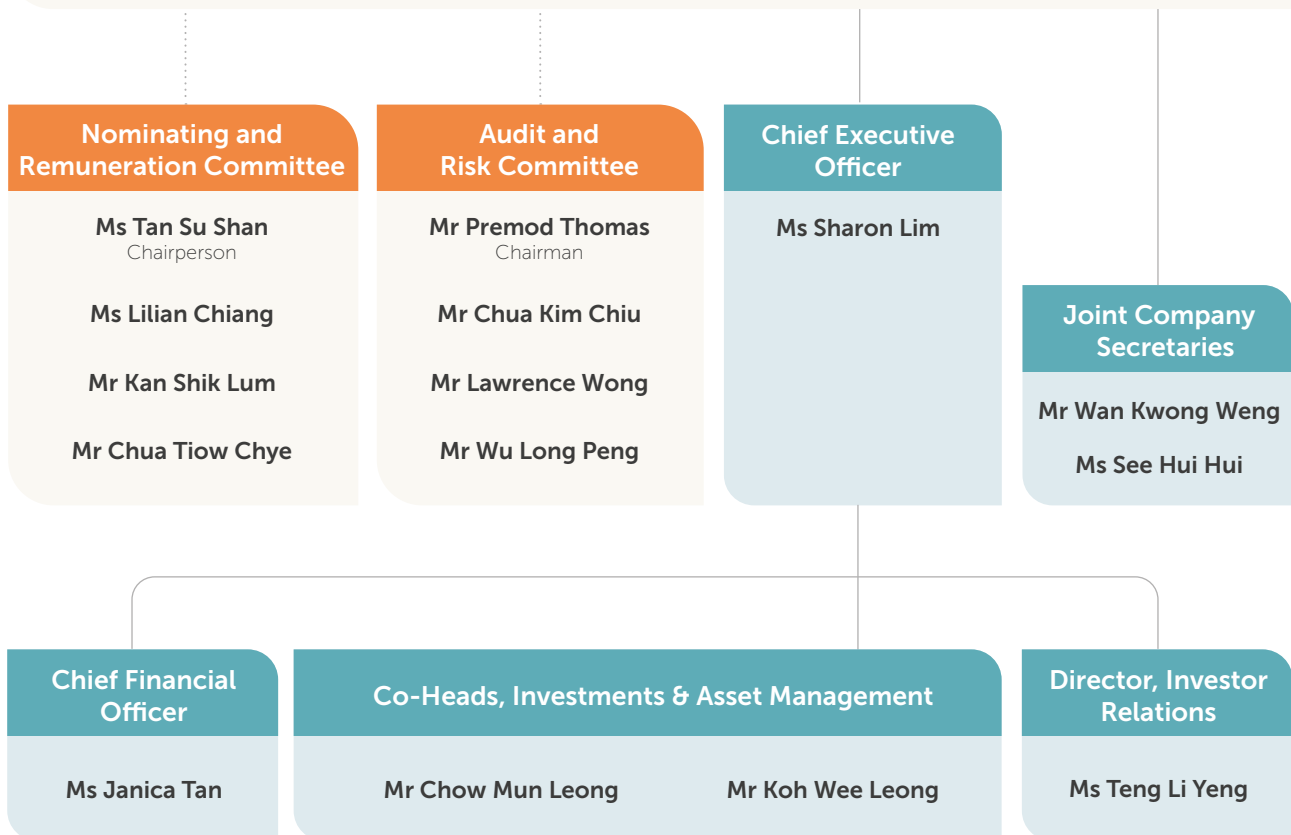 Nominating and
Remuneration Committee
Ms Tan Su Shan
Chairperson
Ms Lilian Chiang
Mr Kan Shik Lum
Mr Chua Tiow Chye
Audit and
Risk Committee
Mr Premod Thomas
Chairman
Mr Chua Kim Chiu
Mr Lawrence Wong
Mr Wu Long Peng
Chief Executive
Officer
Ms Sharon Lim
Joint Company
Secretaries
Mr Wan Kwong Weng
Ms See Hui Hui
Chief Financial
Officer
Ms Janica Tan
Co-Heads, Investments & Asset Management
Mr Chow Mun Leong
Mr Koh Wee Leong
Director, Investor
Relations
Ms Teng Li Yeng